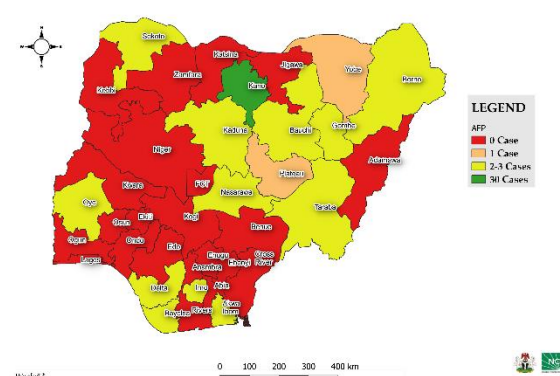 Sokoto
Katsina
Jigawa
Yobe
Borno
Zamfara
Kano
Kebbi
Kaduna
Bauchi
Gombe
Adamawa
Niger
Plateau
Kwara
FCT
Nasarawa
Taraba
Oyo
Ekiti
Kogi
Osun
Benue
Ogun
Ondo
Edo
Enugu
Cross
River
Lagos
Anambra
Ebonyi
Delta
Imo
Abia
Akwa
Ibom
Bayelsa
Rivers
LEGEND
AFP
0 Case
1 Case
2-3 Cases
30 Cases
0 100 200 300 400 km
NC